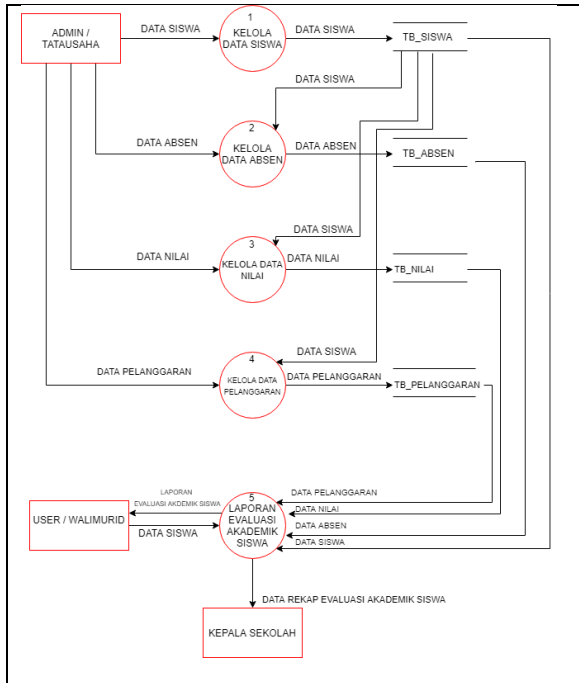 ADMIN /
TATAUSAHA
DATA SISWA
1
KELOLA
DATA SISWA
DATA SISWA
TB_SISWA
DATA SISWA
DATA ABSEN
2
KELOLA
DATA ABSEN
DATA ABSEN
TB_ABSEN
DATA SISWA
DATA NILAI
3
KELOLA DATA
NILAI
DATA NILAI
TB_NILAI
DATA SISWA
DATA PELANGGARAN
4
KELOLA DATA
PELANGGARAN
DATA PELANGGARAN
TB_PELANGGARAN
USER / WALIMURID
LAPORAN
EVALUASI AKDEMIK SISWA
DATA SISWA
5
LAPORAN
EVALUASI
AKADEMIK
SISWA
DATA PELANGGARAN
DATA NILAI
DATA ABSEN
DATA SISWA
DATA REKAP EVALUASI AKADEMIK SISWA
KEPALA SEKOLAH